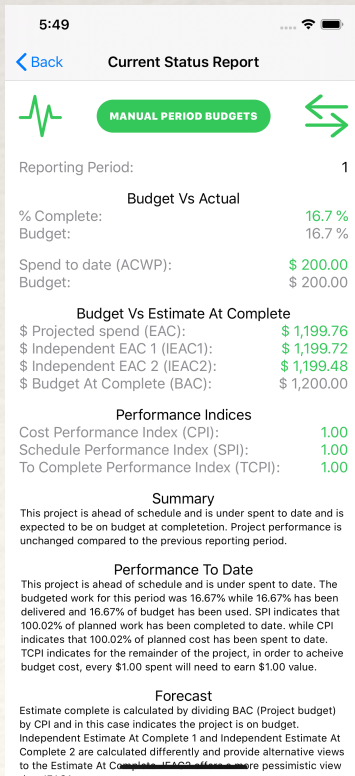 5:49
Back
Current Status Report
MANUAL PERIOD BUDGETS
Reporting Period: 1
Budget Vs Actual
% Complete: 16.7 %
Budget: 16.7 %
Spend to date (ACWP): $ 200.00
Budget: $ 200.00
Budget Vs Estimate At Complete
$ Projected spend (EAC): $ 1,199.76
$ Independent EAC 1 (IEAC1): $ 1,199.72
$ Independent EAC 2 (IEAC2): $ 1,199.48
$ Budget At Complete (BAC): $ 1,200.00
Performance Indices
Cost Performance Index (CPI): 1.00
Schedule Performance Index (SPI): 1.00
To Complete Performance Index (TCPI): 1.00
Summary
This project is ahead of schedule and is under spent to date and is
expected to be on budget at completetion. Project performance is
unchanged compared to the previous reporting period.
Performance To Date
This project is ahead of schedule and is under spent to date. The
budgeted work for this period was 16.67% while 16.67% has been
delivered and 16.67% of budget has been used. SPI indicates that
100.02% of planned work has been completed to date. while CPI
indicates that 100.02% of planned cost has been spent to date.
TCPI indicates for the remainder of the project, in order to acheive
budget cost, every $1.00 spent will need to earn $1.00 value.
Forecast
Estimate complete is calculated by dividing BAC (Project budget)
by CPI and in this case indicates the project is on budget.
Independent Estimate At Complete 1 and Independent Estimate At
Complete 2 are calculated differently and provide alternative views
to the Estimate At Complete. IEAC2 offers a more pessimistic view